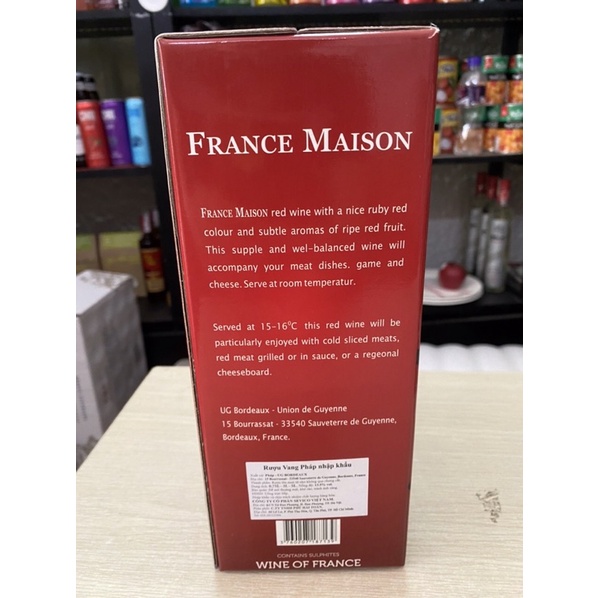 FRANCE MAISON
FRANCE MAISON red wine with a nice ruby red
colour and subtle aromas of ripe red fruit.
This supple and wel-balanced wine will
accompany your meat dishes. game and
cheese. Serve at room temperatur.
Served at 15-16⁰C this red wine will be
particularly enjoyed with cold sliced meats,
red meat grilled or in sauce, or a regeonal
cheeseboard.
UG Bordeaux - Union de Guyenne
15 Bourrassat - 33540 Sauveterre de Guyenne,
Bordeaux, France.
Rượu Vang Pháp nhập khẩu
CONTAINS SULPHITES
WINE OF FRANCE